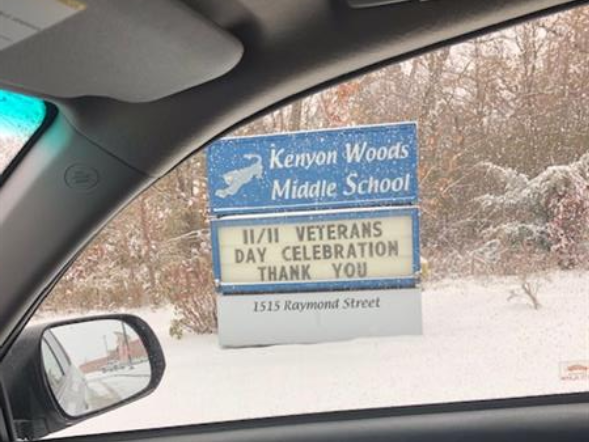 Kenyon Woods
Middle School
11/11 VETERANS
DAY CELEBRATION
THANK YOU
1515 Raymond Street